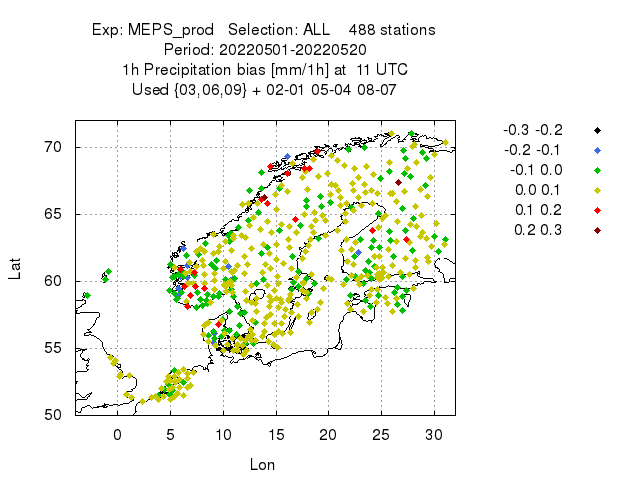 Exp: MEPS_prod Selection: ALL 488 stations
Period: 20220501-20220520
1h Precipitation bias [mm/1h] at 11 UTC
Used {03,06,09} + 02-01 05-04 08-07
-0.3 -0.2
-0.2 -0.1
-0.1 0.0
0.0 0.1
0.1 0.2
0.2 0.3
70
65
60
55
50
Lat
0 5 10 15 20 25 30
Lon